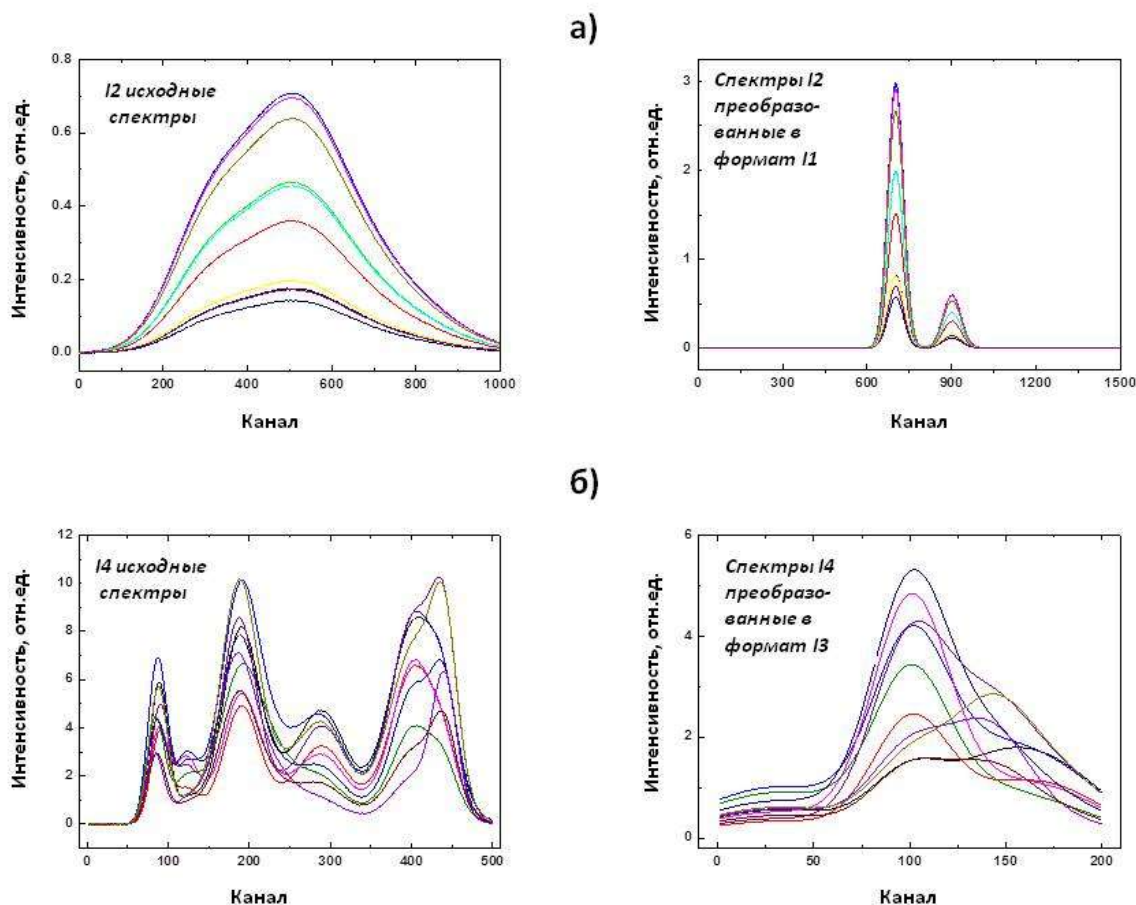 а)
I2 исходные
спектры
Интенсивность, отн.ед.
0.8
0.6
0.4
0.2
0.0
0 200 400 600 800 1000
Канал
Спектры I2
преобразо-
ванные в
формат I1
Интенсивность, отн.ед.
3
2
1
0
0 300 600 900 1200 1500
Канал
б)
I4 исходные
спектры
Интенсивность, отн.ед.
12
10
8
6
4
2
0
0 100 200 300 400 500
Канал
Спектры I4
преобразо-
ванные в
формат I3
Интенсивность, отн.ед.
6
4
2
0
0 50 100 150 200
Канал